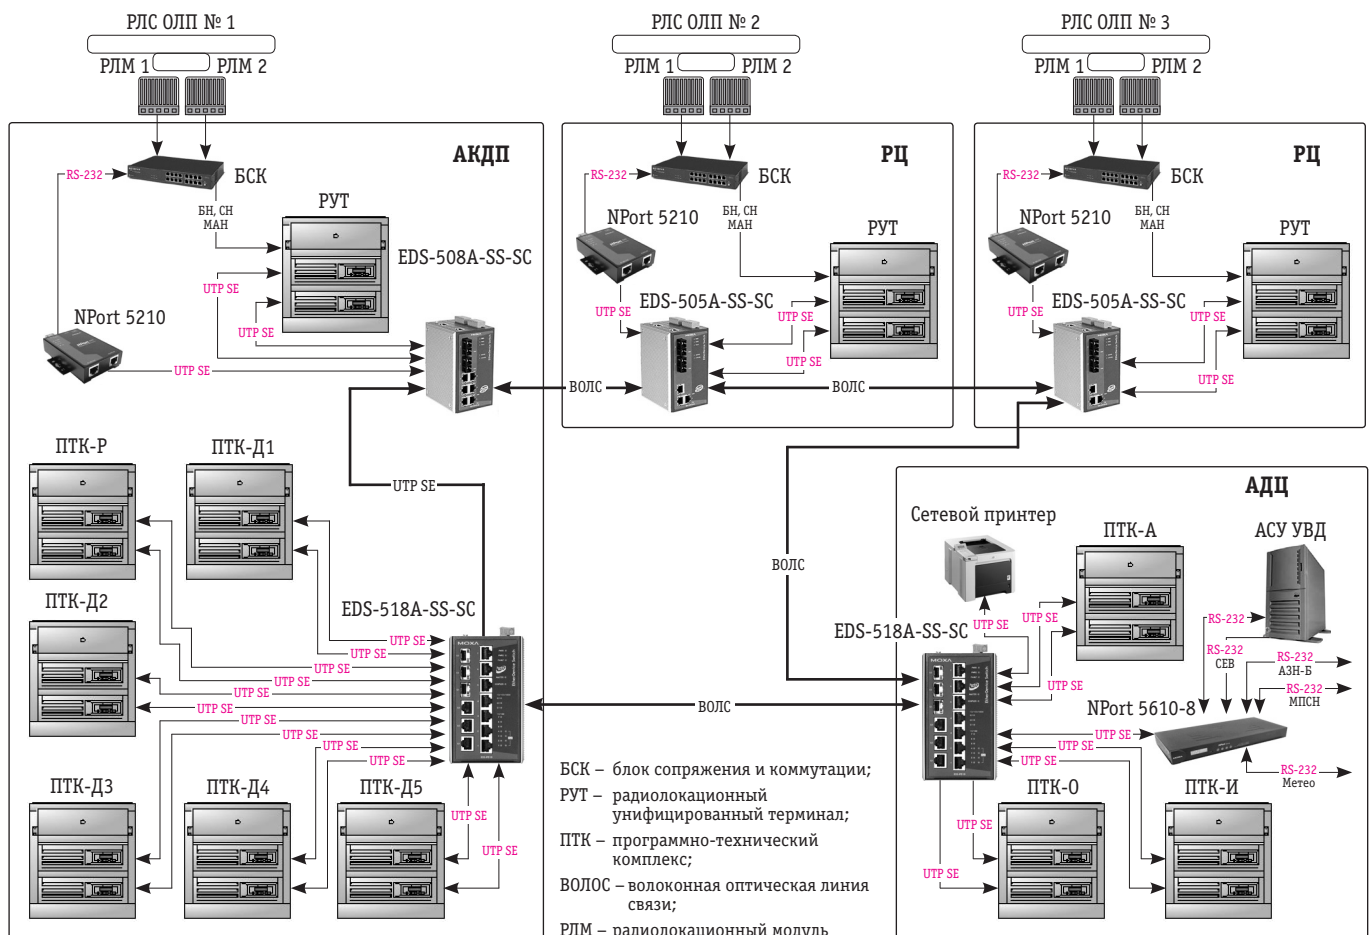 РЛС ОЛП № 1
РЛМ 1
РЛМ 2
РЛС ОЛП № 2
РЛМ 1
РЛМ 2
РЛС ОЛП № 3
РЛМ 1
РЛМ 2
АКДП
RS-232
БСК
БН, СН
МАН
РУТ
EDS-508A-SS-SC
UTP SE
UTP SE
NPort 5210
UTP SE
РЦ
RS-232
БСК
NPort 5210
БН, СН
МАН
РУТ
EDS-505A-SS-SC
UTP SE
UTP SE
UTP SE
РЦ
RS-232
БСК
NPort 5210
БН, СН
МАН
РУТ
EDS-505A-SS-SC
UTP SE
UTP SE
UTP SE
ВОЛС
ВОЛС
ПТК-Р
ПТК-Д1
UTP SE
ПТК-Д2
EDS-518A-SS-SC
MOXA
UTP SE
UTP SE
UTP SE
UTP SE
UTP SE
UTP SE
UTP SE
UTP SE
UTP SE
UTP SE
ПТК-Д3
ПТК-Д4
ПТК-Д5
UTP SE
UTP SE
ВОЛС
ВОЛС
АДЦ
Сетевой принтер
ПТК-А
АСУ УВД
UTP SE
UTP SE
EDS-518A-SS-SC
MOXA
UTP SE
RS-232
RS-232
СЕВ
RS-232
АЗН-Б
RS-232
МПСН
NPort 5610-8
UTP SE
UTP SE
UTP SE
RS-232
Метео
ПТК-О
ПТК-И
UTP SE
UTP SE
БСК – блок сопряжения и коммутации;
РУТ – радиолокационный
унифицированный терминал;
ПТК – программно-технический
комплекс;
ВОЛОС – волоконная оптическая линия
связи;
РЛМ – радиолокационный модуль